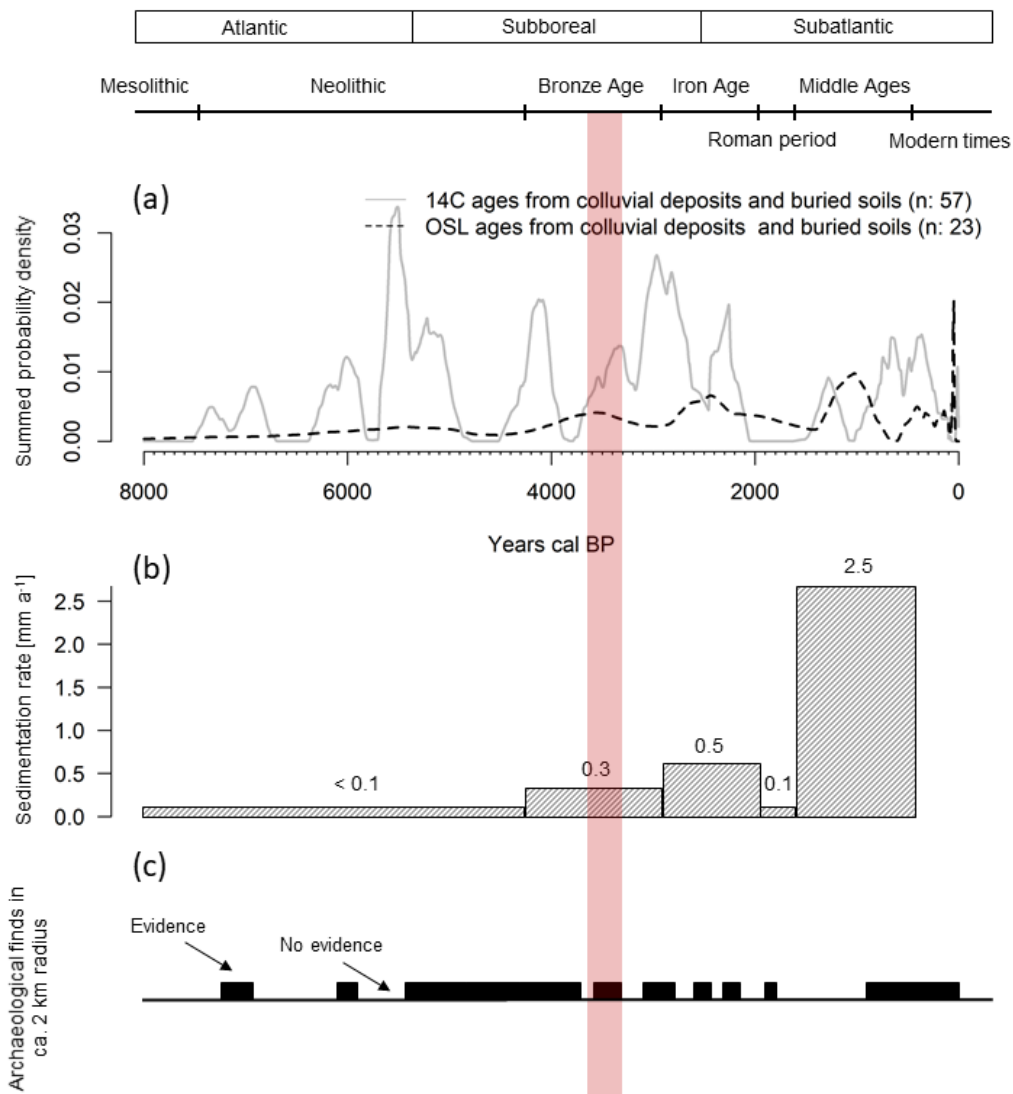 Atlantic Subboreal Subatlantic
Mesolithic Neolithic Bronze Age Iron Age Middle Ages
Roman period Modern times
(a)
14C ages from colluvial deposits and buried soils (n: 57)
OSL ages from colluvial deposits and buried soils (n: 23)
Summed probability density
0.03
0.02
0.01
0.00
8000 6000 4000 2000 0
Years cal BP
(b)
Sedimentation rate [mm a⁻¹]
2.5
2.0
1.5
1.0
0.5
0.0
< 0.1
0.3
0.5
0.1
2.5
(c)
Archaeological finds in
ca. 2 km radius
Evidence
No evidence